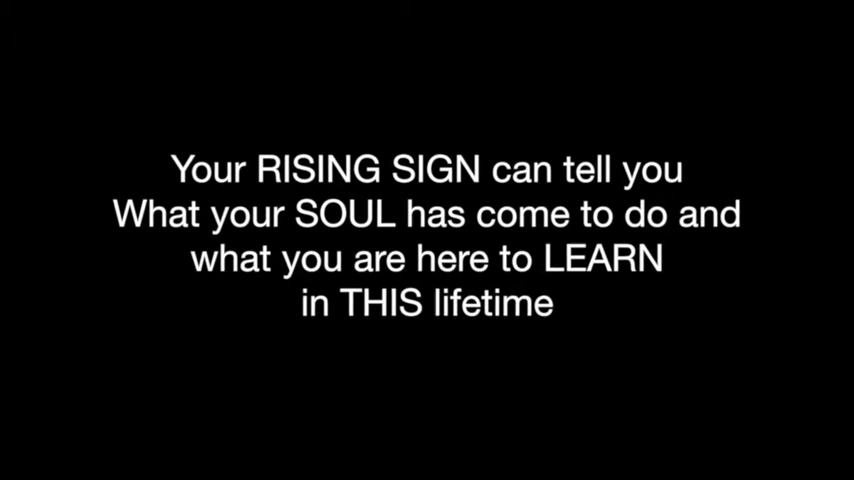 Your RISING SIGN can tell you
What your SOUL has come to do and
what you are here to LEARN
in THIS lifetime